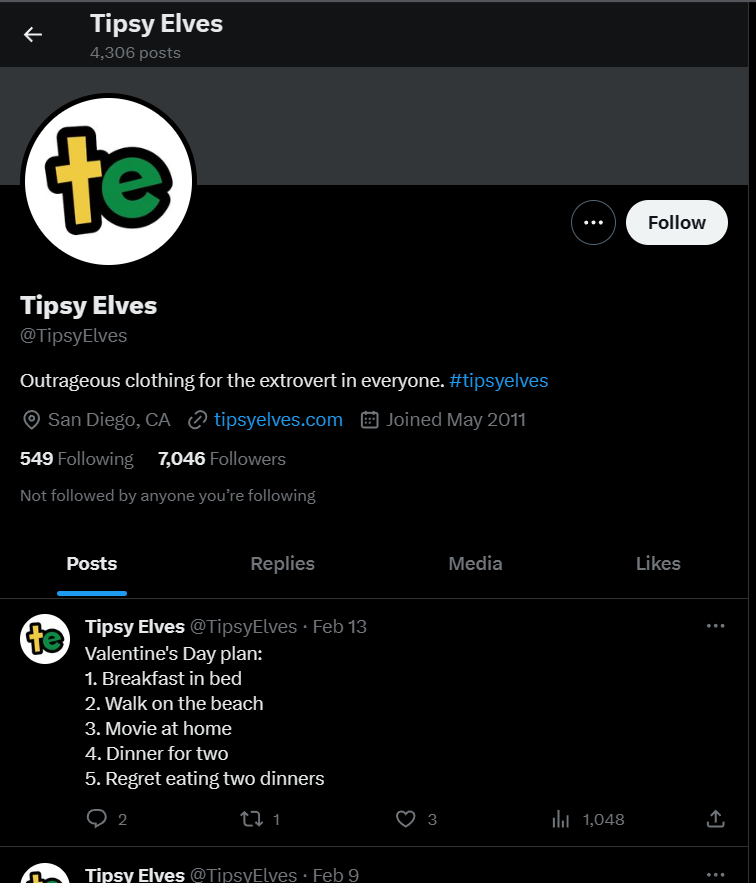 Tipsy Elves
4,306 posts
te
Follow
Tipsy Elves
@TipsyElves
Outrageous clothing for the extrovert in everyone. #tipsyelves
San Diego, CA tipsyelves.com Joined May 2011
549 Following 7,046 Followers
Not followed by anyone you’re following
Posts Replies Media Likes
te
Tipsy Elves @TipsyElves · Feb 13
Valentine's Day plan:
1. Breakfast in bed
2. Walk on the beach
3. Movie at home
4. Dinner for two
5. Regret eating two dinners
2 1 3 1,048
Tipsy Elves @TipsyElves · Feb 9